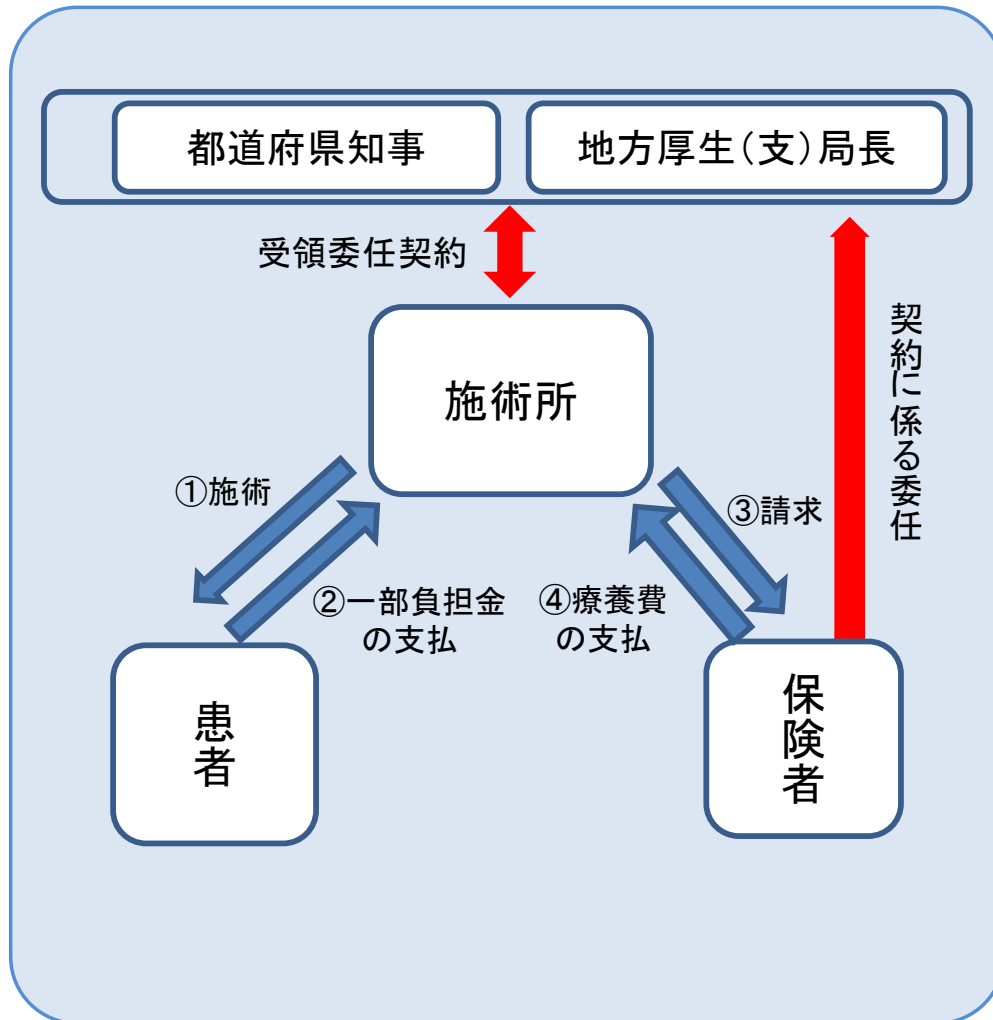 都道府県知事
地方厚生(支)局長
受領委任契約
契約に係る委任
施術所
①施術
③請求
②一部負担金
の支払
④療養費
の支払
患者
保険者